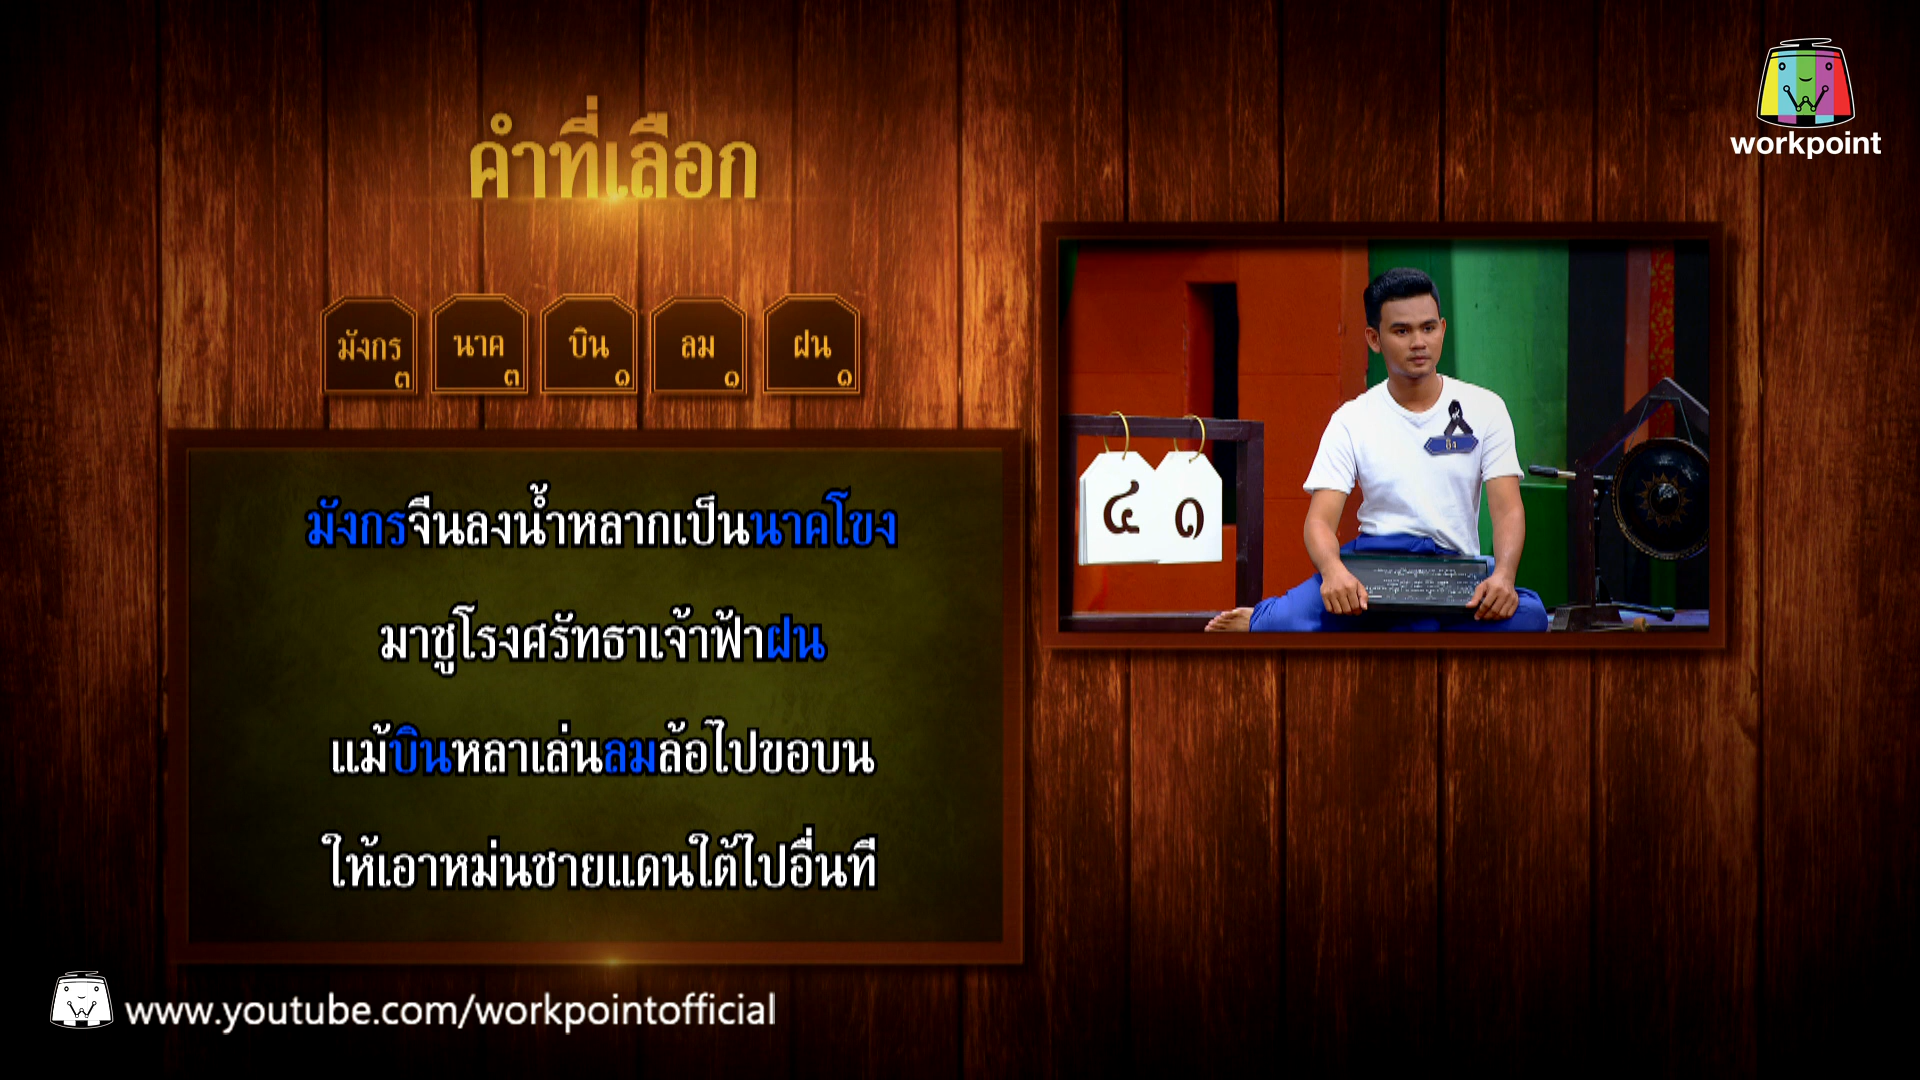 workpoint
คำที่เลือก
มังกร ๓
นาค ๓
บิน ๑
ลม ๑
ฝน ๑
มังกรจีนลงน้ำหลากเป็นนาคโขง
มาชูโรงศรัทธาเจ้าฟ้าฝน
แม้บินหลาเล่นลมล้อไปขอบน
ให้เอาหม่นชายแดนใต้ไปอื่นที
๔ ๑
www.youtube.com/workpointofficial